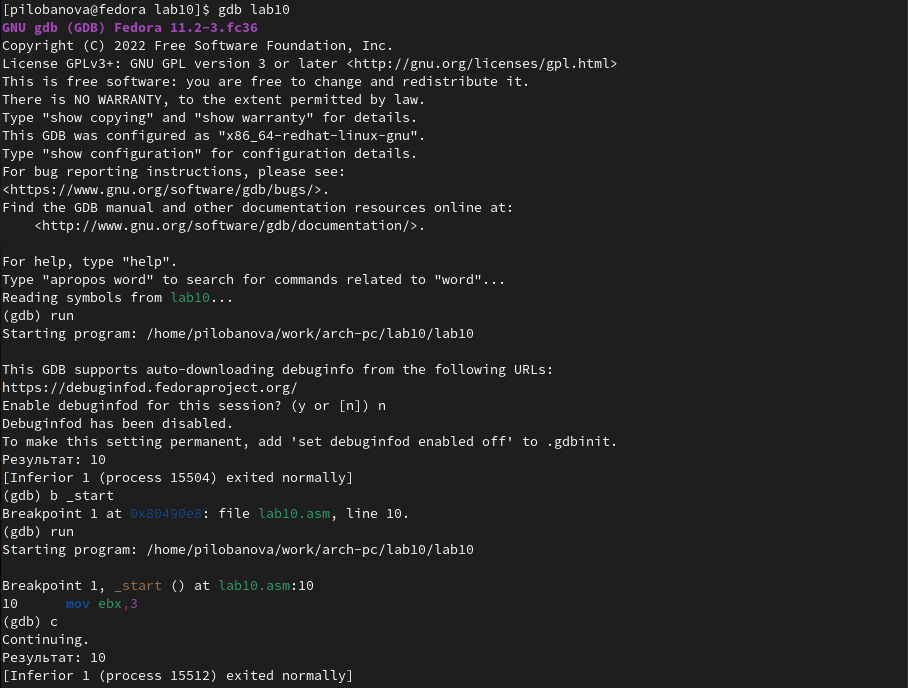 [pilobanova@fedora lab10]$ gdb lab10
GNU gdb (GDB) Fedora 11.2-3.fc36
Copyright (C) 2022 Free Software Foundation, Inc.
License GPLv3+: GNU GPL version 3 or later <http://gnu.org/licenses/gpl.html>
This is free software: you are free to change and redistribute it.
There is NO WARRANTY, to the extent permitted by law.
Type "show copying" and "show warranty" for details.
This GDB was configured as "x86_64-redhat-linux-gnu".
Type "show configuration" for configuration details.
For bug reporting instructions, please see:
<https://www.gnu.org/software/gdb/bugs/>.
Find the GDB manual and other documentation resources online at:
    <http://www.gnu.org/software/gdb/documentation/>.

For help, type "help".
Type "apropos word" to search for commands related to "word"...
Reading symbols from lab10...
(gdb) run
Starting program: /home/pilobanova/work/arch-pc/lab10/lab10

This GDB supports auto-downloading debuginfo from the following URLs:
https://debuginfod.fedoraproject.org/
Enable debuginfod for this session? (y or [n]) n
Debuginfod has been disabled.
To make this setting permanent, add 'set debuginfod enabled off' to .gdbinit.
Результат: 10
[Inferior 1 (process 15504) exited normally]
(gdb) b _start
Breakpoint 1 at 0x80490e8: file lab10.asm, line 10.
(gdb) run
Starting program: /home/pilobanova/work/arch-pc/lab10/lab10

Breakpoint 1, _start () at lab10.asm:10
10      mov ebx,3
(gdb) c
Continuing.
Результат: 10
[Inferior 1 (process 15512) exited normally]